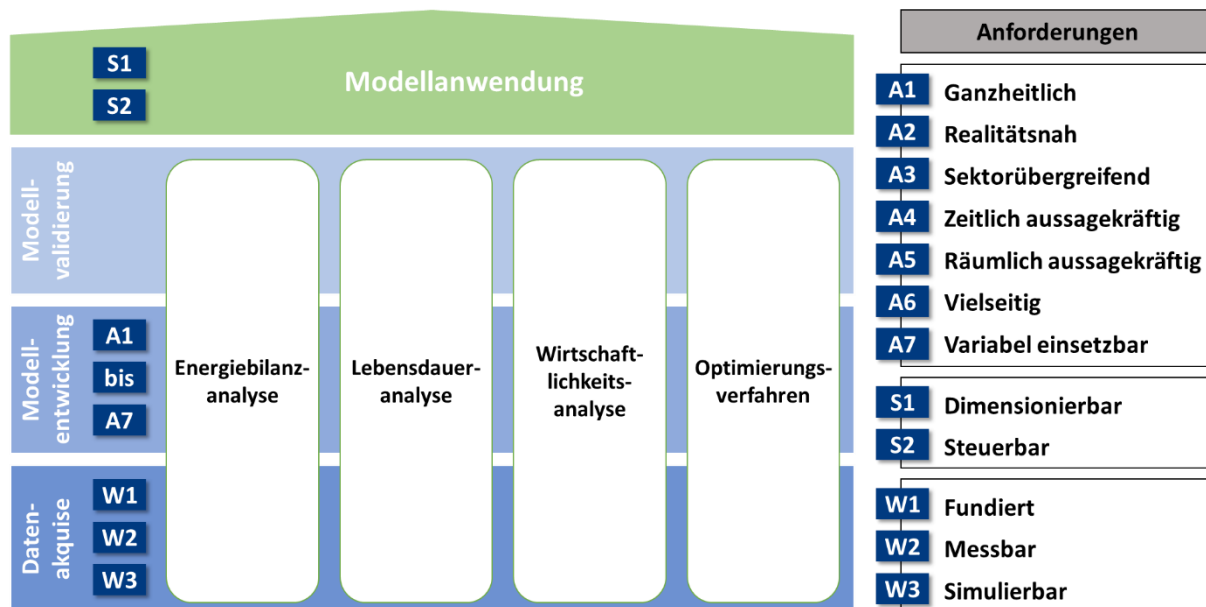 S1
S2
Modellanwendung
Modell-
validierung
Modell-
entwicklung
A1
bis
A7
Daten-
akquise
W1
W2
W3
Energiebilanz-
analyse
Lebensdauer-
analyse
Wirtschaft-
lichkeits-
analyse
Optimierungs-
verfahren
Anforderungen
A1 Ganzheitlich
A2 Realitätsnah
A3 Sektorübergreifend
A4 Zeitlich aussagekräftig
A5 Räumlich aussagekräftig
A6 Vielseitig
A7 Variabel einsetzbar
S1 Dimensionierbar
S2 Steuerbar
W1 Fundiert
W2 Messbar
W3 Simulierbar